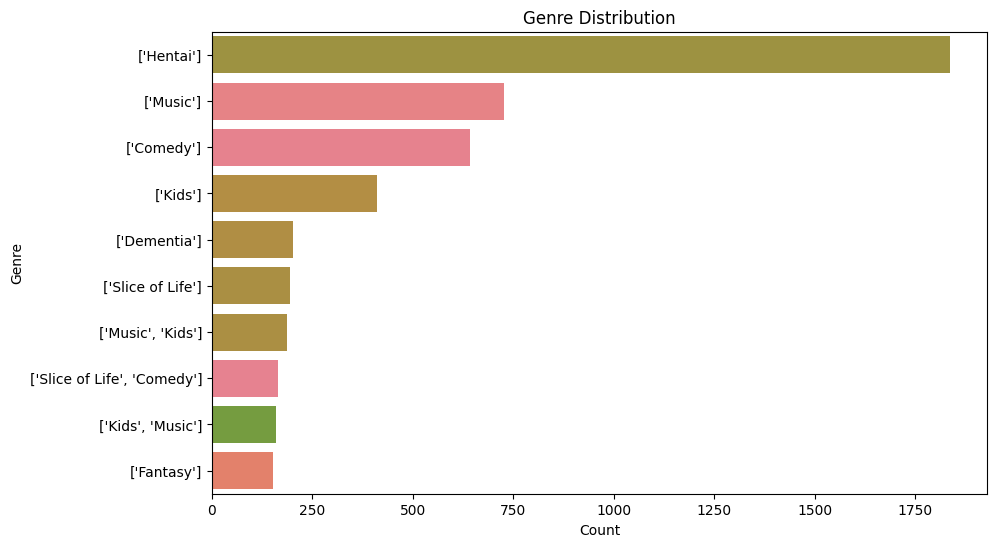 Genre Distribution
['Hentai']
['Music']
['Comedy']
['Kids']
['Dementia']
['Slice of Life']
['Music', 'Kids']
['Slice of Life', 'Comedy']
['Kids', 'Music']
['Fantasy']
Genre
0 250 500 750 1000 1250 1500 1750
Count